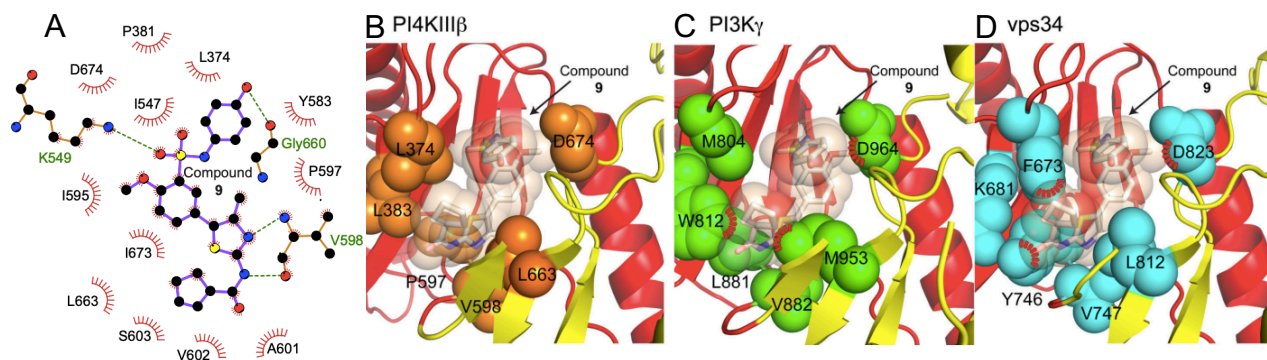 A
P381
L374
D674
I547
Y583
K549
Gly660
Compound
9
P597
I595
V598
I673
L663
S603
V602
A601
B PI4KIIIβ
Compound
9
L374
D674
L383
P597
L663
V598
C PI3Kγ
Compound
9
M804
D964
W812
L881
M953
V882
D vps34
Compound
9
F673
D823
K681
L812
Y746
V747